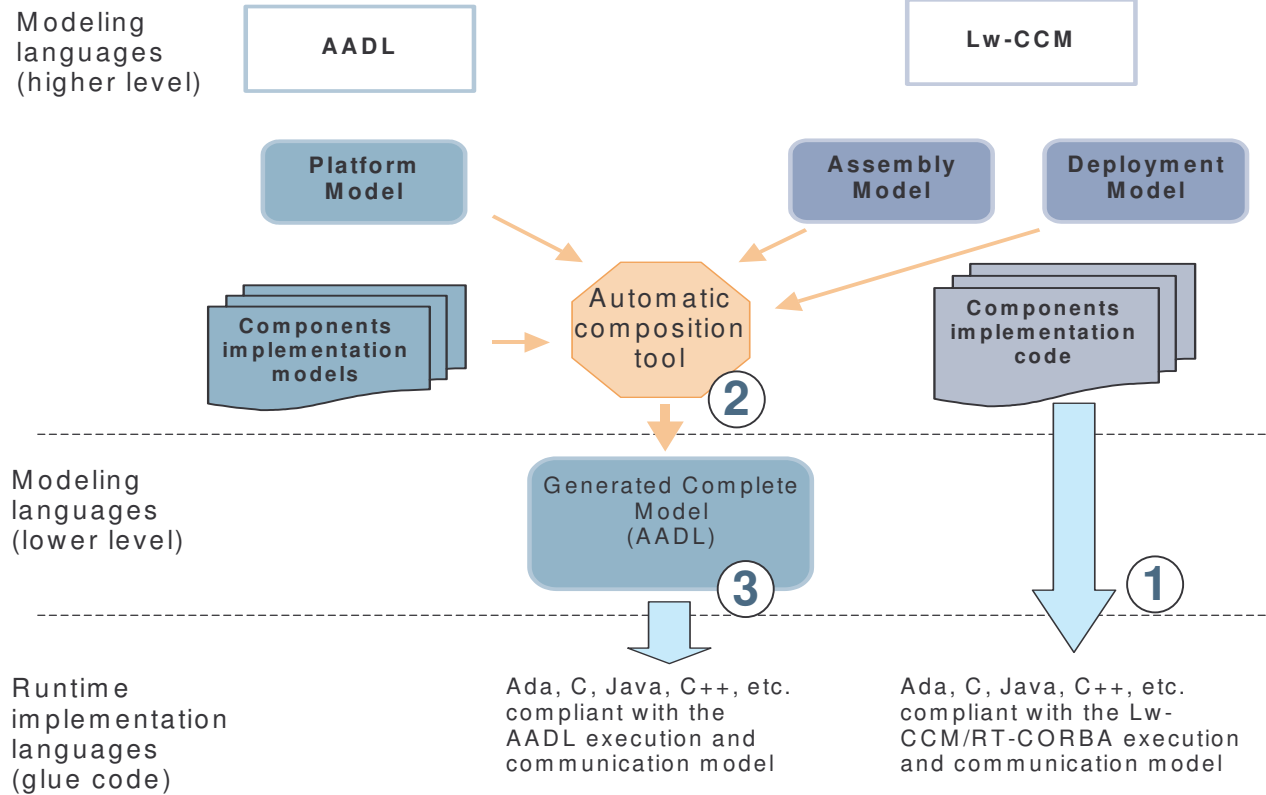 Modeling
languages
(higher level)
AADL
Lw-CCM
Platform
Model
Assembly
Model
Deployment
Model
Components
implementation
models
Automatic
composition
tool
2
Components
implementation
code
Modeling
languages
(lower level)
Generated Complete
Model
(AADL)
3
1
Runtime
implementation
languages
(glue code)
Ada, C, Java, C++, etc.
compliant with the
AADL execution and
communication model
Ada, C, Java, C++, etc.
compliant with the Lw-
CCM/RT-CORBA execution
and communication model